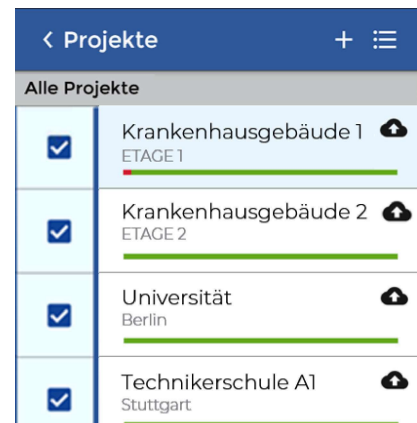 Projekte
Alle Projekte
Krankenhausgebäude 1
ETAGE 1
Krankenhausgebäude 2
ETAGE 2
Universität
Berlin
Technikerschule A1
Stuttgart